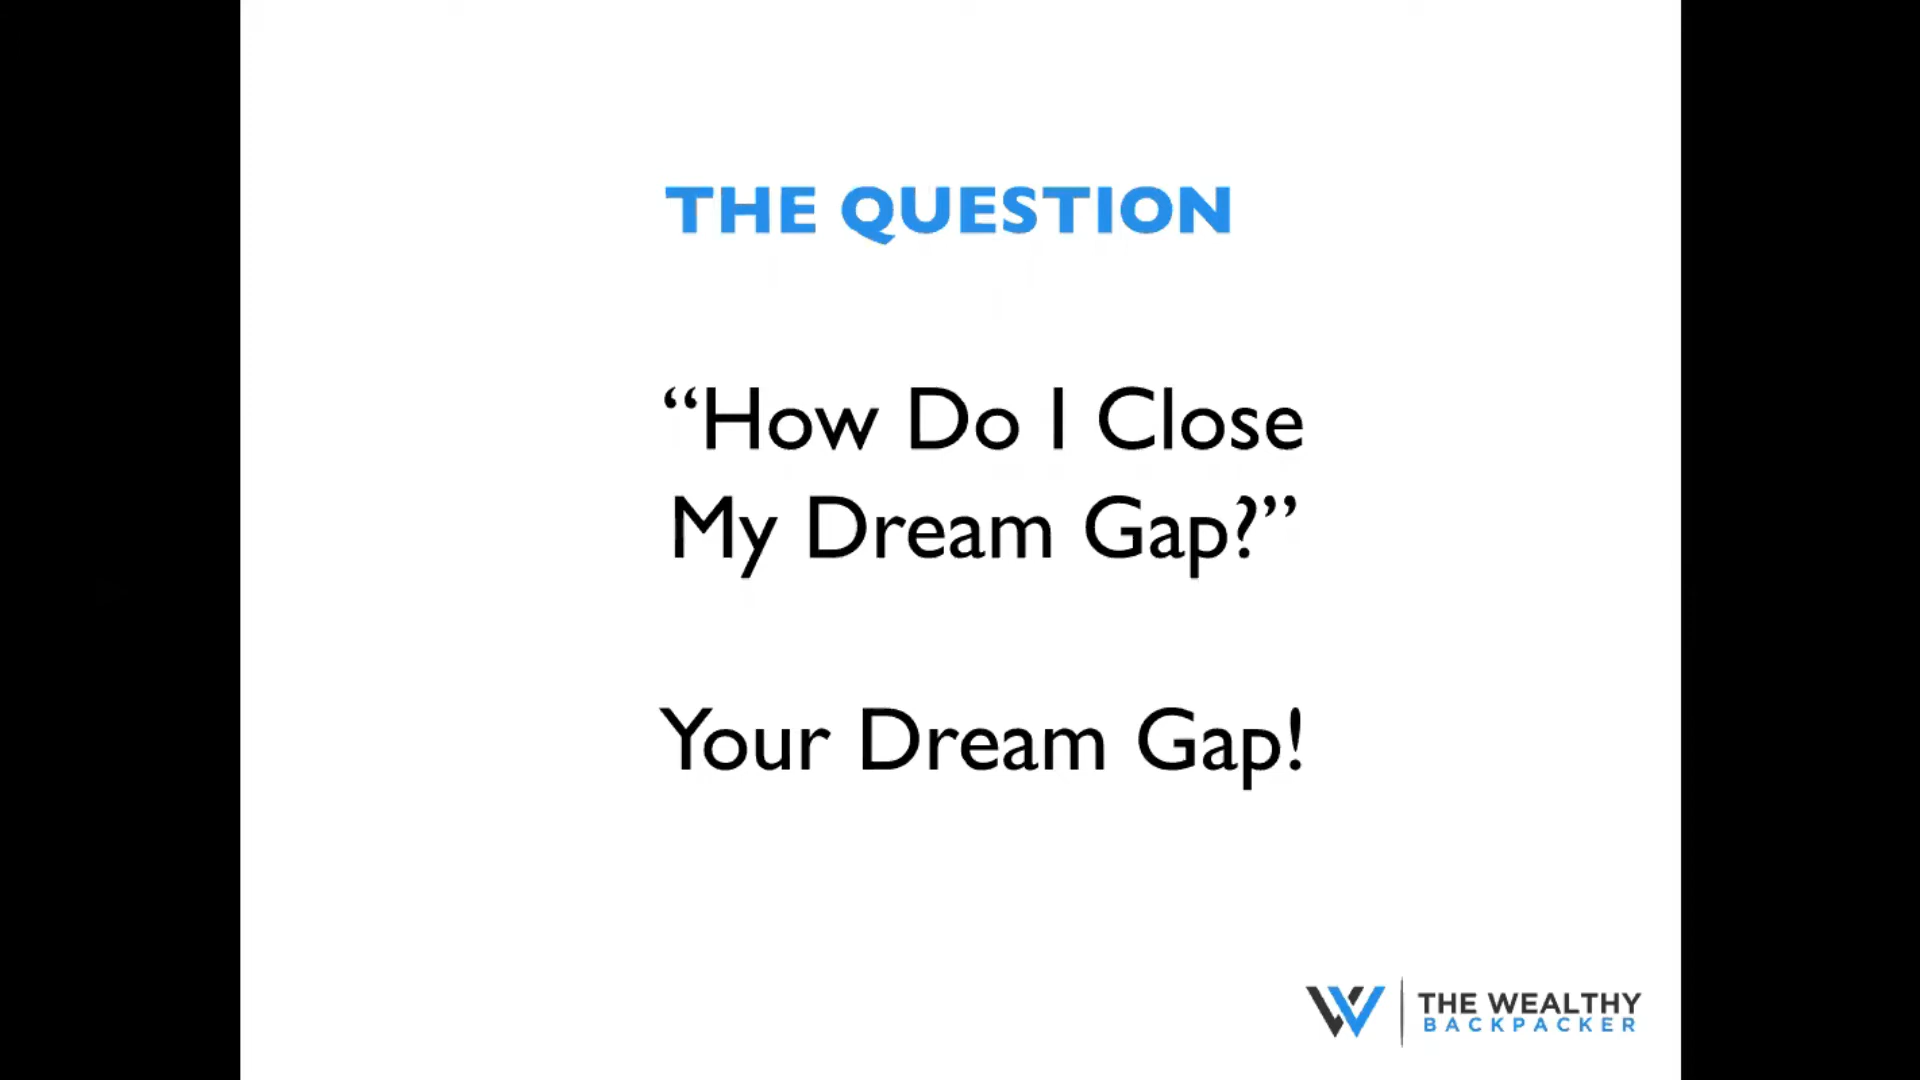 THE QUESTION
“How Do I Close
My Dream Gap?”
Your Dream Gap!
THE WEALTHY
BACKPACKER